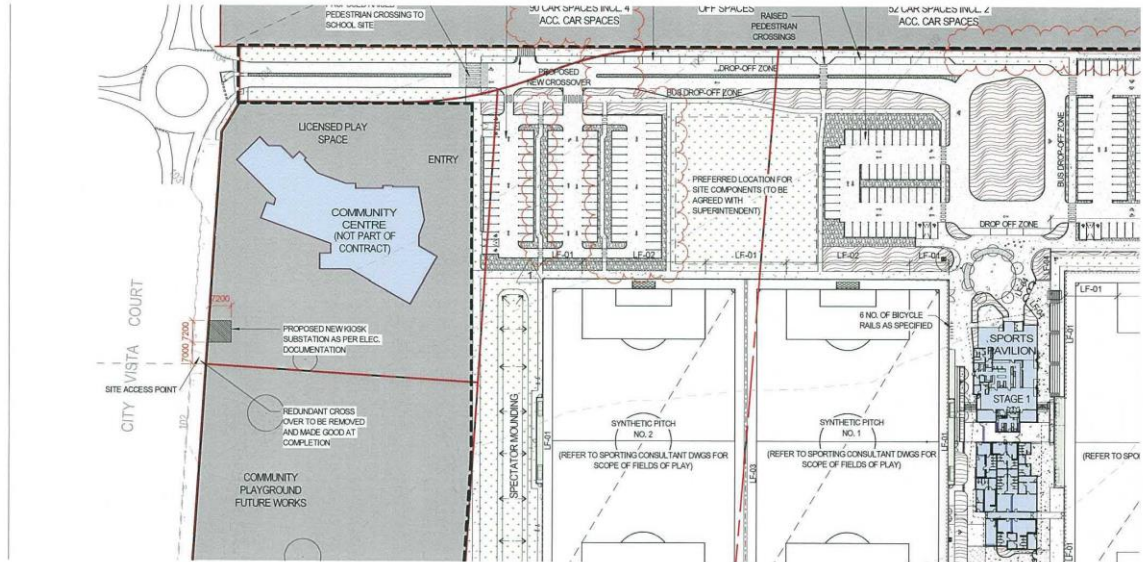 PROPOSED RAISED
PEDESTRIAN CROSSING TO
SCHOOL SITE
90 CAR SPACES INCL. 4
ACC. CAR SPACES
OFF SPACES
RAISED
PEDESTRIAN
CROSSINGS
52 CAR SPACES INCL. 2
ACC. CAR SPACES
PROPOSED
NEW CROSSOVER
DROP-OFF ZONE
BUS DROP-OFF ZONE
BUS DROP-OFF ZONE
DROP OFF ZONE
LICENSED PLAY
SPACE
ENTRY
COMMUNITY
CENTRE
(NOT PART OF
CONTRACT)
PREFERRED LOCATION FOR
SITE COMPONENTS (TO BE
AGREED WITH
SUPERINTENDENT)
LF-01
LF-02
LF-01
LF-02
LF-01
LF-01
LF-01
7200
7200
7000
PROPOSED NEW KIOSK
SUBSTATION AS PER ELEC.
DOCUMENTATION
SITE ACCESS POINT
CITY VISTA COURT
102
REDUNDANT CROSS
OVER TO BE REMOVED
AND MADE GOOD AT
COMPLETION
COMMUNITY
PLAYGROUND
FUTURE WORKS
SPECTATOR MOUNDING
LF-01
SYNTHETIC PITCH
NO. 2
(REFER TO SPORTING CONSULTANT DWGS FOR
SCOPE OF FIELDS OF PLAY)
LF-03
SYNTHETIC PITCH
NO. 1
(REFER TO SPORTING CONSULTANT DWGS FOR
SCOPE OF FIELDS OF PLAY)
6 NO. OF BICYCLE
RAILS AS SPECIFIED
LF-01
SPORTS
PAVILION
STAGE 1
LF-01
LF-01
(REFER TO SPO